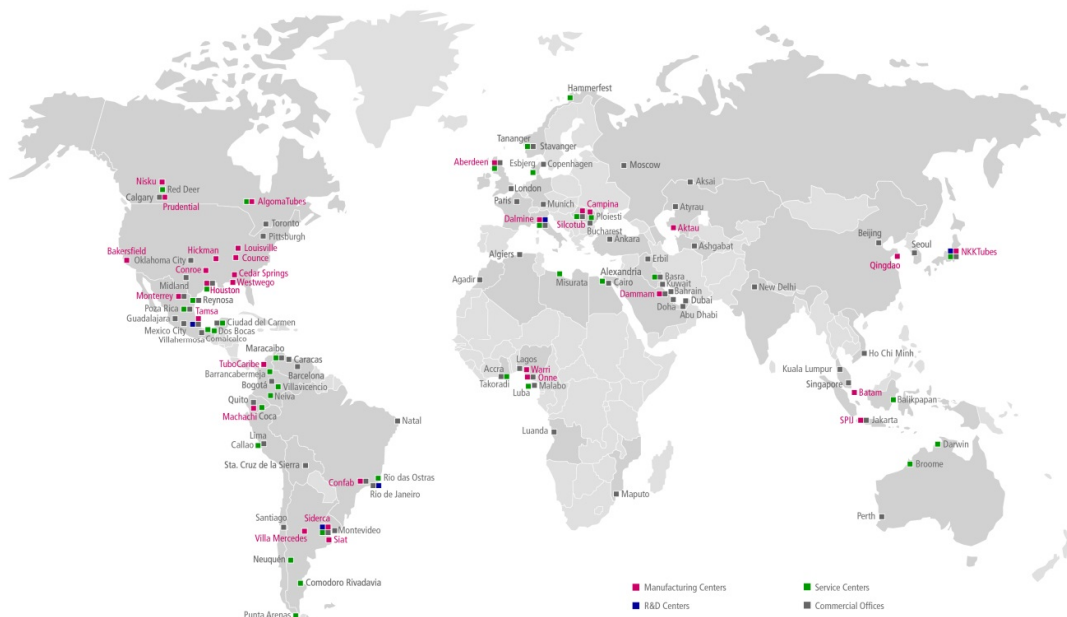 Hammerfest
Tananger
Stavanger
Aberdeen
Esbjerg
Copenhagen
Moscow
Nisku
Red Deer
Calgary
Prudential
AlgomaTubes
London
Aksai
Paris
Munich
Campina
Atyrau
Toronto
Dalmine
Silcotub
Ploiesti
Bucharest
Aktau
Pittsburgh
Beijing
Seoul
NKKTubes
Bakersfield
Hickman
Louisville
Oklahoma City
Counce
Ankara
Ashgabat
Qingdao
Conroe
Cedar Springs
Westwego
Algiers
Erbil
Midland
Houston
Agadir
Misurata
Alexandria
Cairo
Basra
Kuwait
Bahrain
New Delhi
Monterrey
Reynosa
Dammam
Doha
Dubai
Abu Dhabi
Poza Rica
Tamsa
Guadalajara
Ciudad del Carmen
Mexico City
Dos Bocas
Villahermosa
Comalcalco
Maracaibo
Caracas
Lagos
Ho Chi Minh
TuboCaribe
Barcelona
Accra
Warri
Kuala Lumpur
Barrancabermeja
Onne
Takoradi
Malabo
Singapore
Bogotá
Villavicencio
Luba
Batam
Balikpapan
Quito
Neiva
Machachi
Coca
Natal
SPIJ
Jakarta
Luanda
Lima
Callao
Darwin
Sta. Cruz de la Sierra
Broome
Confab
Rio das Ostras
Rio de Janeiro
Maputo
Santiago
Siderca
Montevideo
Perth
Villa Mercedes
Siat
Neuquén
Comodoro Rivadavia
Punta Arenas
Manufacturing Centers
Service Centers
R&D Centers
Commercial Offices